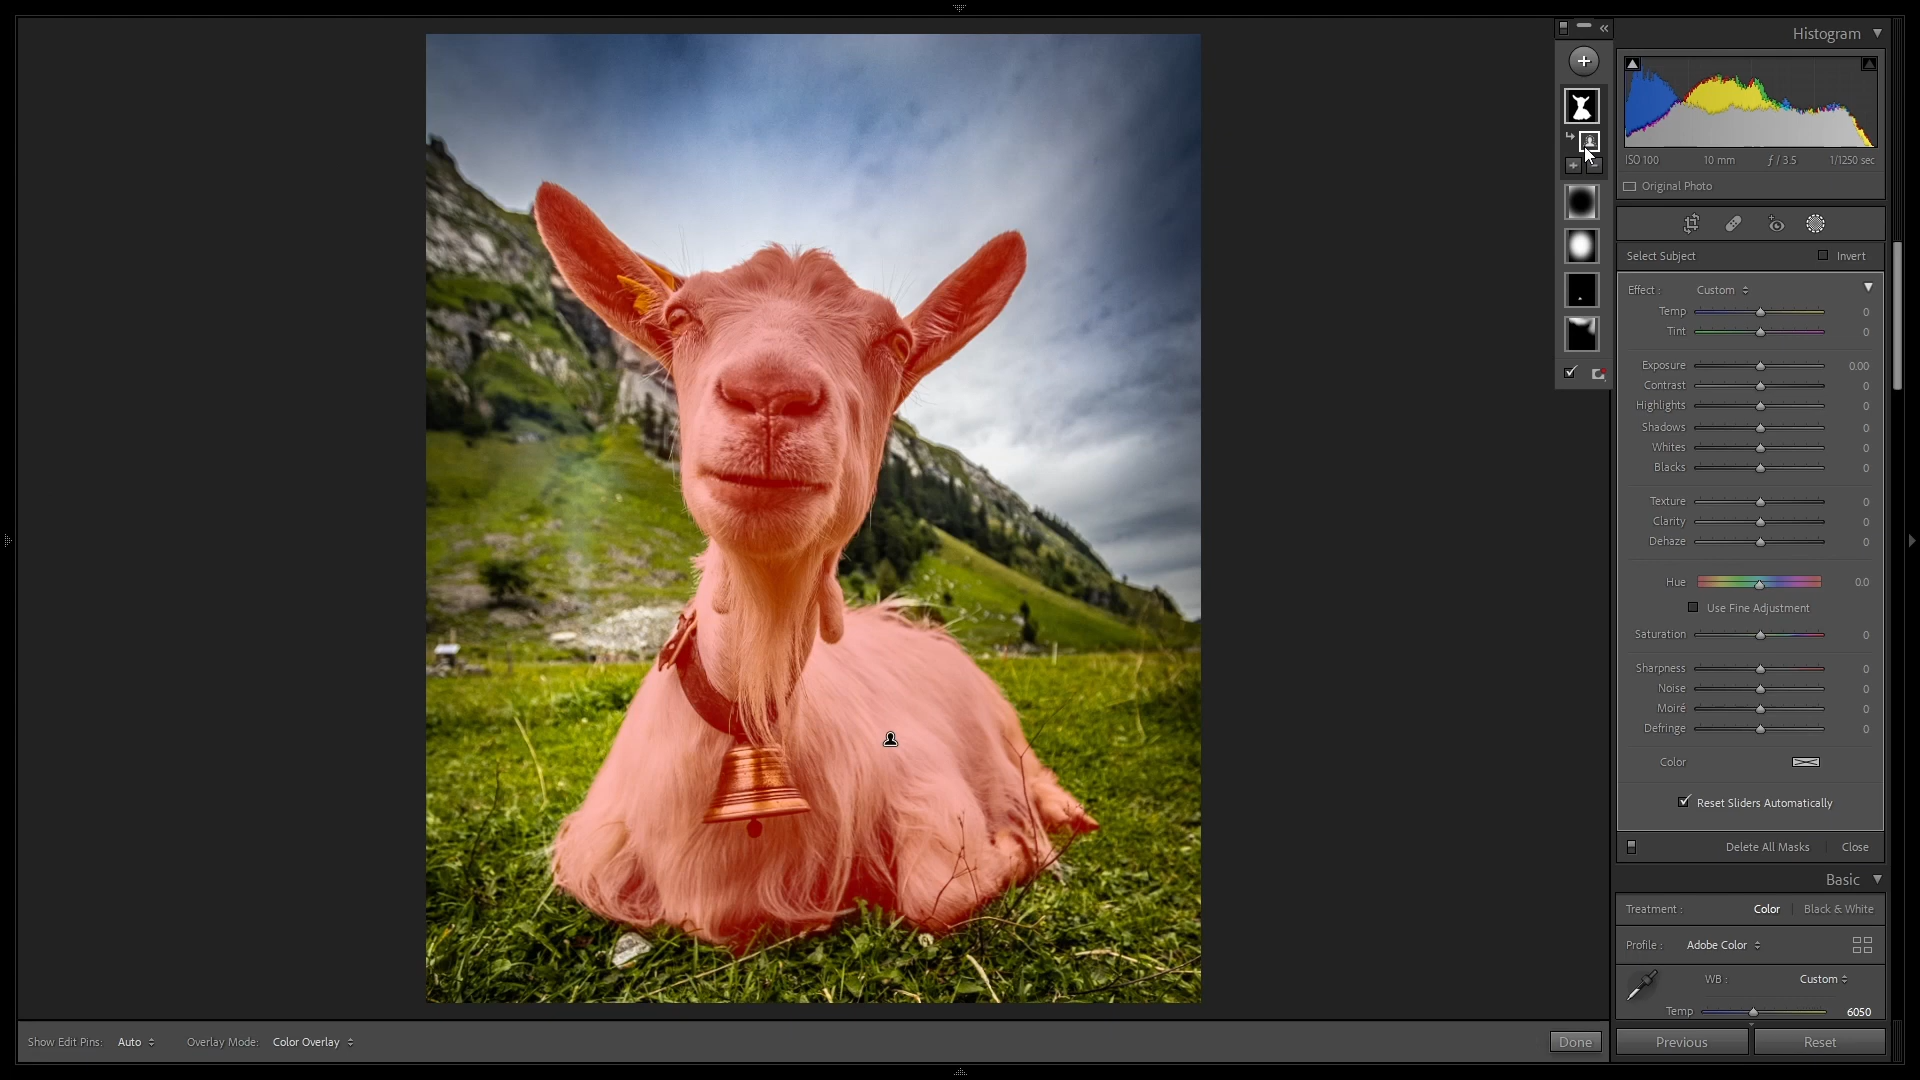 Histogram
ISO 100 10 mm ƒ / 3.5 1/1250 sec
Original Photo
Select Subject Invert
Effect : Custom
Temp 0
Tint 0
Exposure 0.00
Contrast 0
Highlights 0
Shadows 0
Whites 0
Blacks 0
Texture 0
Clarity 0
Dehaze 0
Hue 0.0
Use Fine Adjustment
Saturation 0
Sharpness 0
Noise 0
Moiré 0
Defringe 0
Color
Reset Sliders Automatically
Delete All Masks Close
Basic
Treatment : Color Black & White
Profile : Adobe Color
WB : Custom
Temp 6050
Show Edit Pins: Auto Overlay Mode: Color Overlay Done Previous Reset